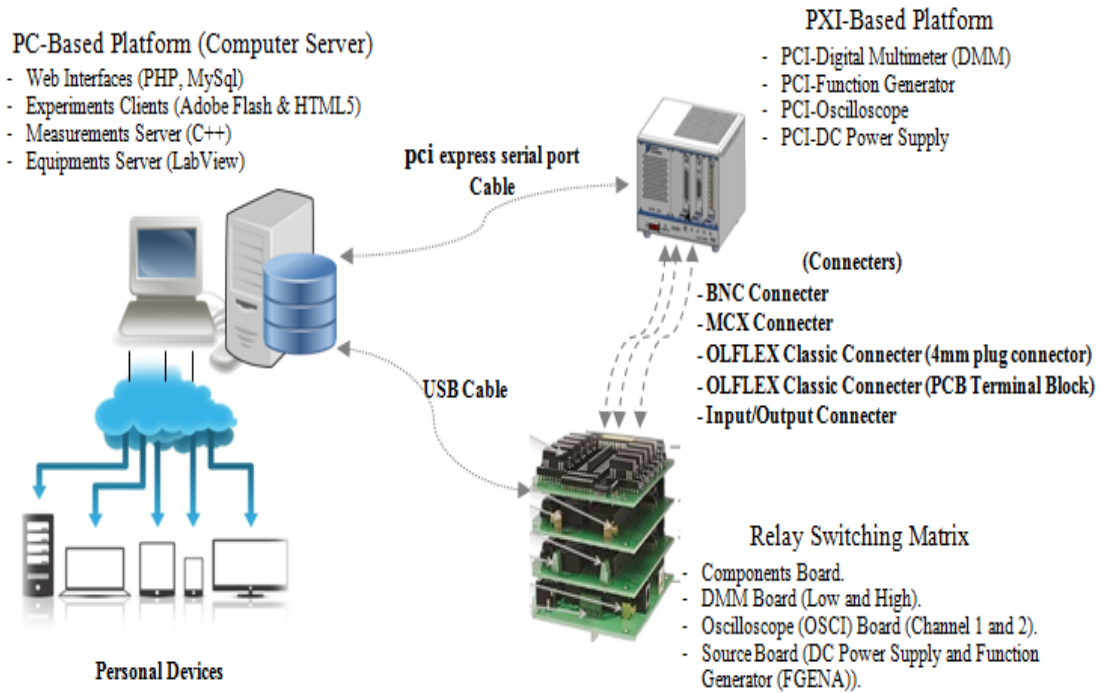 PC-Based Platform (Computer Server)
- Web Interfaces (PHP, MySql)
- Experiments Clients (Adobe Flash & HTML5)
- Measurements Server (C++)
- Equipments Server (LabView)
PXI-Based Platform
- PCI-Digital Multimeter (DMM)
- PCI-Function Generator
- PCI-Oscilloscope
- PCI-DC Power Supply
pci express serial port
Cable
(Connecters)
- BNC Connecter
- MCX Connecter
- OLFLEX Classic Connecter (4mm plug connector)
- OLFLEX Classic Connecter (PCB Terminal Block)
- Input/Output Connecter
USB Cable
Relay Switching Matrix
- Components Board.
- DMM Board (Low and High).
- Oscilloscope (OSCI) Board (Channel 1 and 2).
- Source Board (DC Power Supply and Function
Generator (FGENA)).
Personal Devices